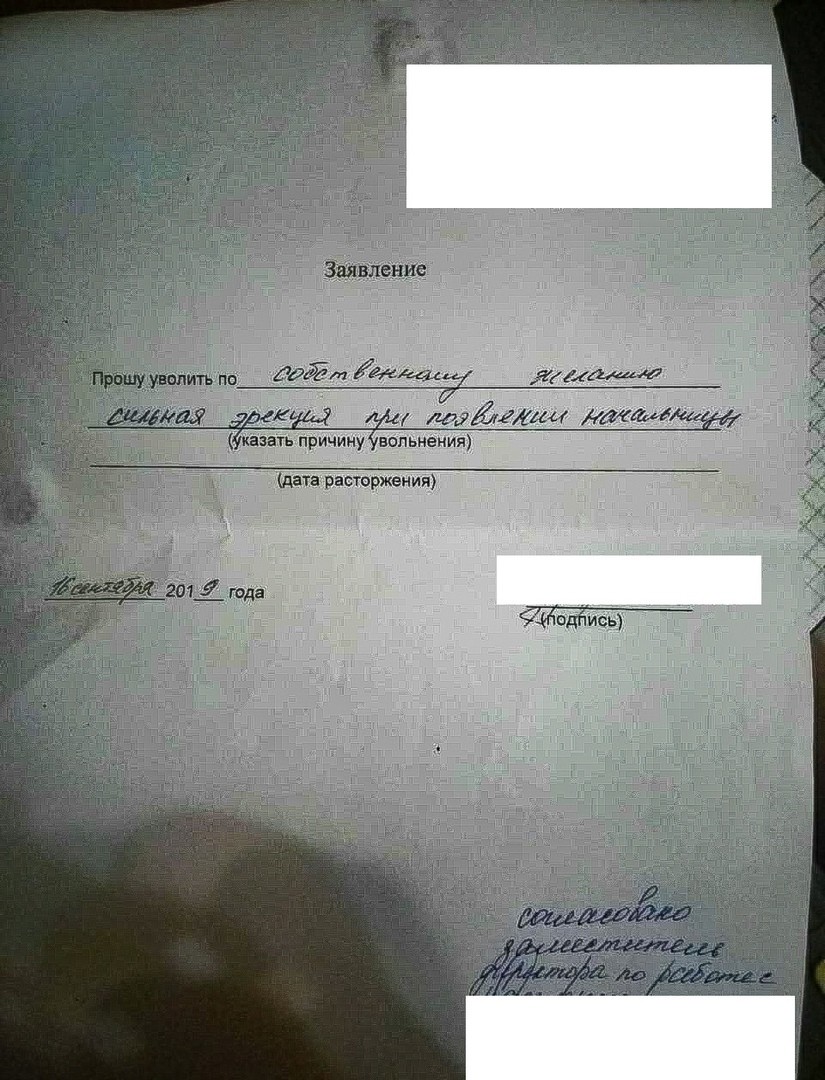 Заявление
Прошу уволить по собственному желанию
сильная эрекция при появлении начальницы
(указать причину увольнения)
(дата расторжения)
16 сентября 2019 года
(подпись)
согласовано
заместитель
директора по работе с